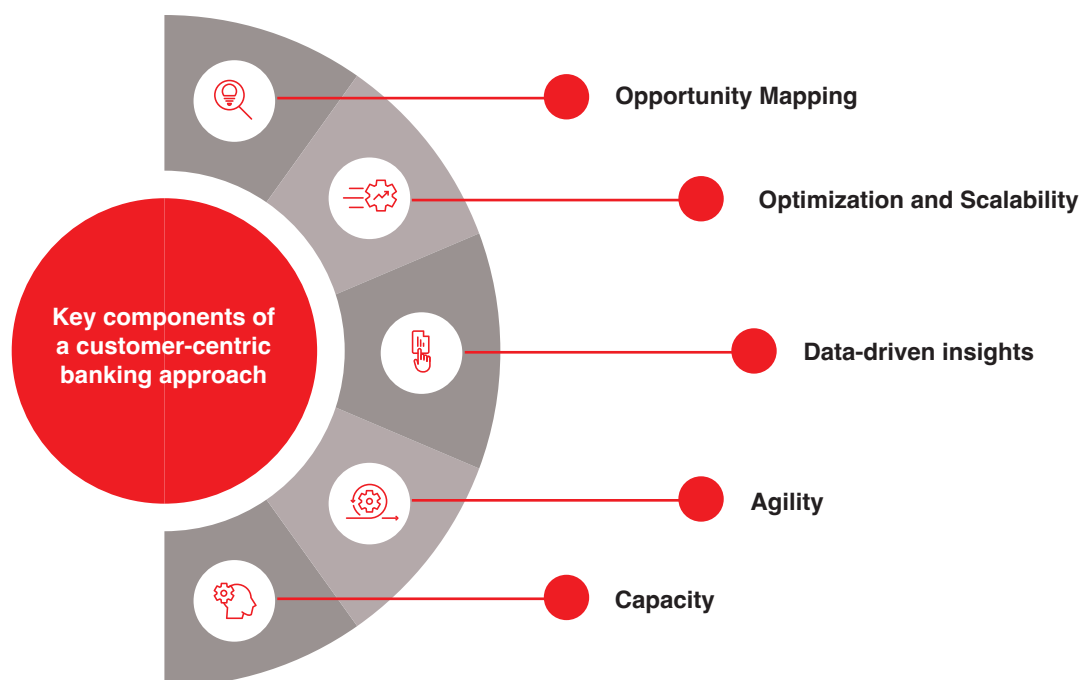 Opportunity Mapping
Optimization and Scalability
Key components of
a customer-centric
banking approach
Data-driven insights
Agility
Capacity